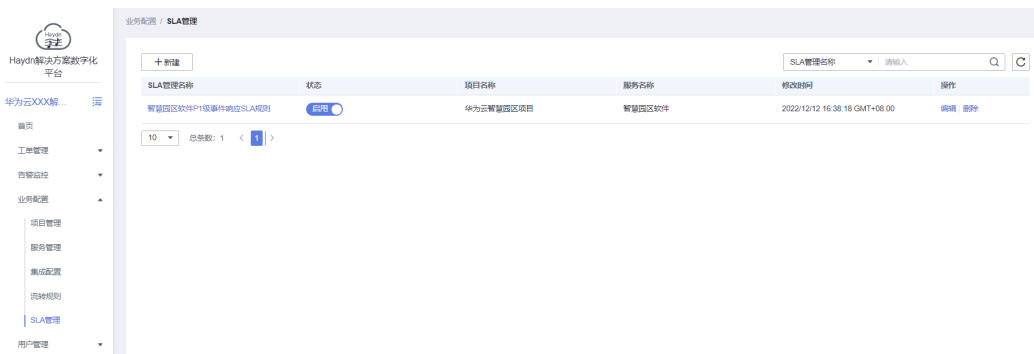 业务配置 / SLA管理
Haydn
Haydn解决方案数字化
平台
华为云XXX解...
首页
工单管理
告警监控
业务配置
项目管理
服务管理
集成配置
流转规则
SLA管理
用户管理
+ 新建
SLA管理名称 请输入
SLA管理名称 状态 项目名称 服务名称 修改时间 操作
智慧园区软件P1级事件响应SLA规则 启用 华为云智慧园区项目 智慧园区软件 2022/12/12 16:38:18 GMT+08:00 编辑 删除
10 总条数: 1 < 1 >